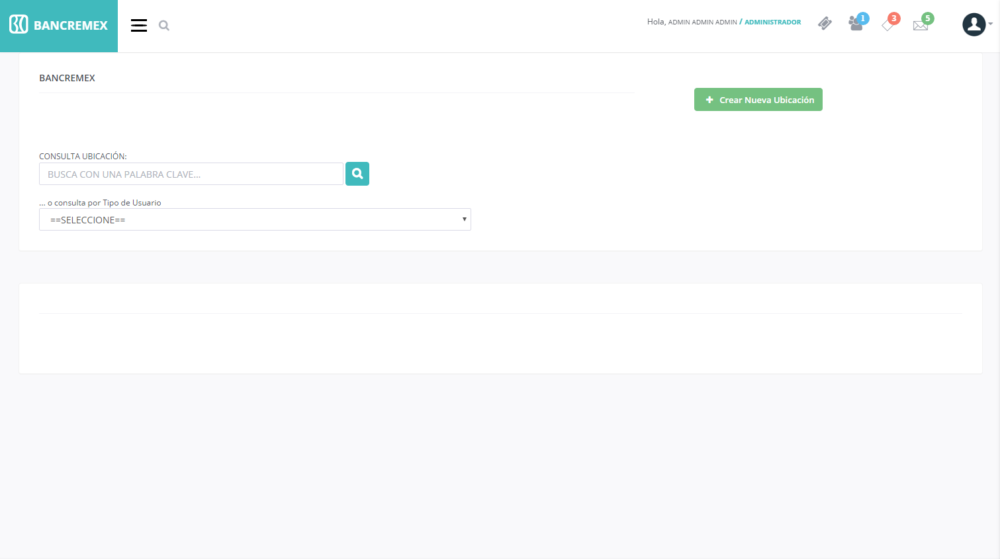 BANCREMEX
Hola, ADMIN ADMIN ADMIN / ADMINISTRADOR
1
3
5
BANCREMEX
Crear Nueva Ubicación
CONSULTA UBICACIÓN:
BUSCA CON UNA PALABRA CLAVE...
... o consulta por Tipo de Usuario
==SELECCIONE==